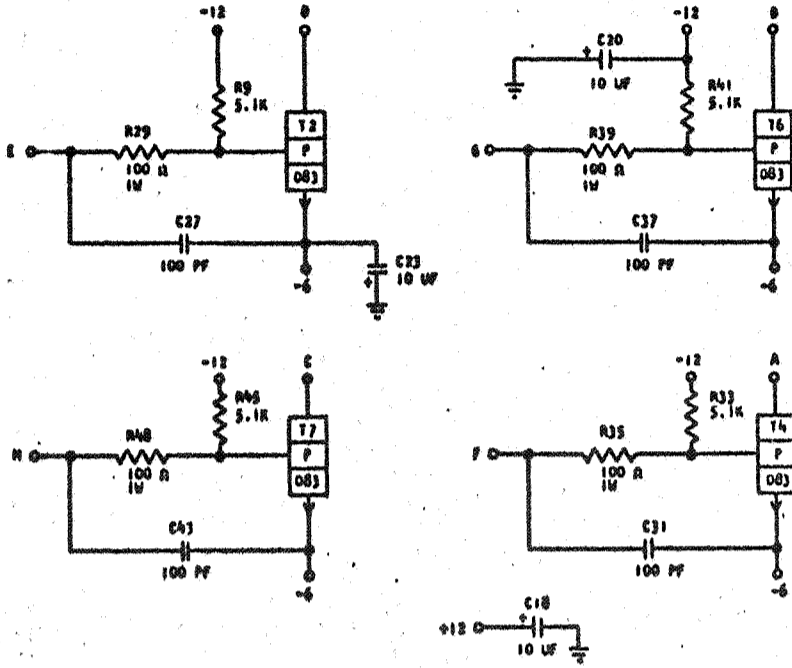 -12
D
R9
5.1K
R29
100 Ω
1W
T2
P
083
E
C27
100 PF
C23
10 UF
-6
-12
B
C20
10 UF
R41
5.1K
R39
100 Ω
1W
T6
P
083
G
C37
100 PF
-6
-12
C
R45
5.1K
R48
100 Ω
1W
T7
P
083
H
C43
100 PF
-6
-12
A
R33
5.1K
R35
100 Ω
1W
T4
P
083
F
C31
100 PF
-6
+12
C18
10 UF